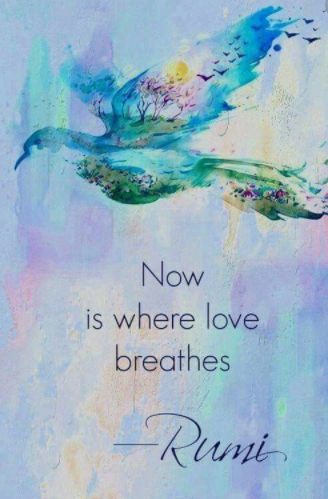 Now
is where love
breathes
—Rumi